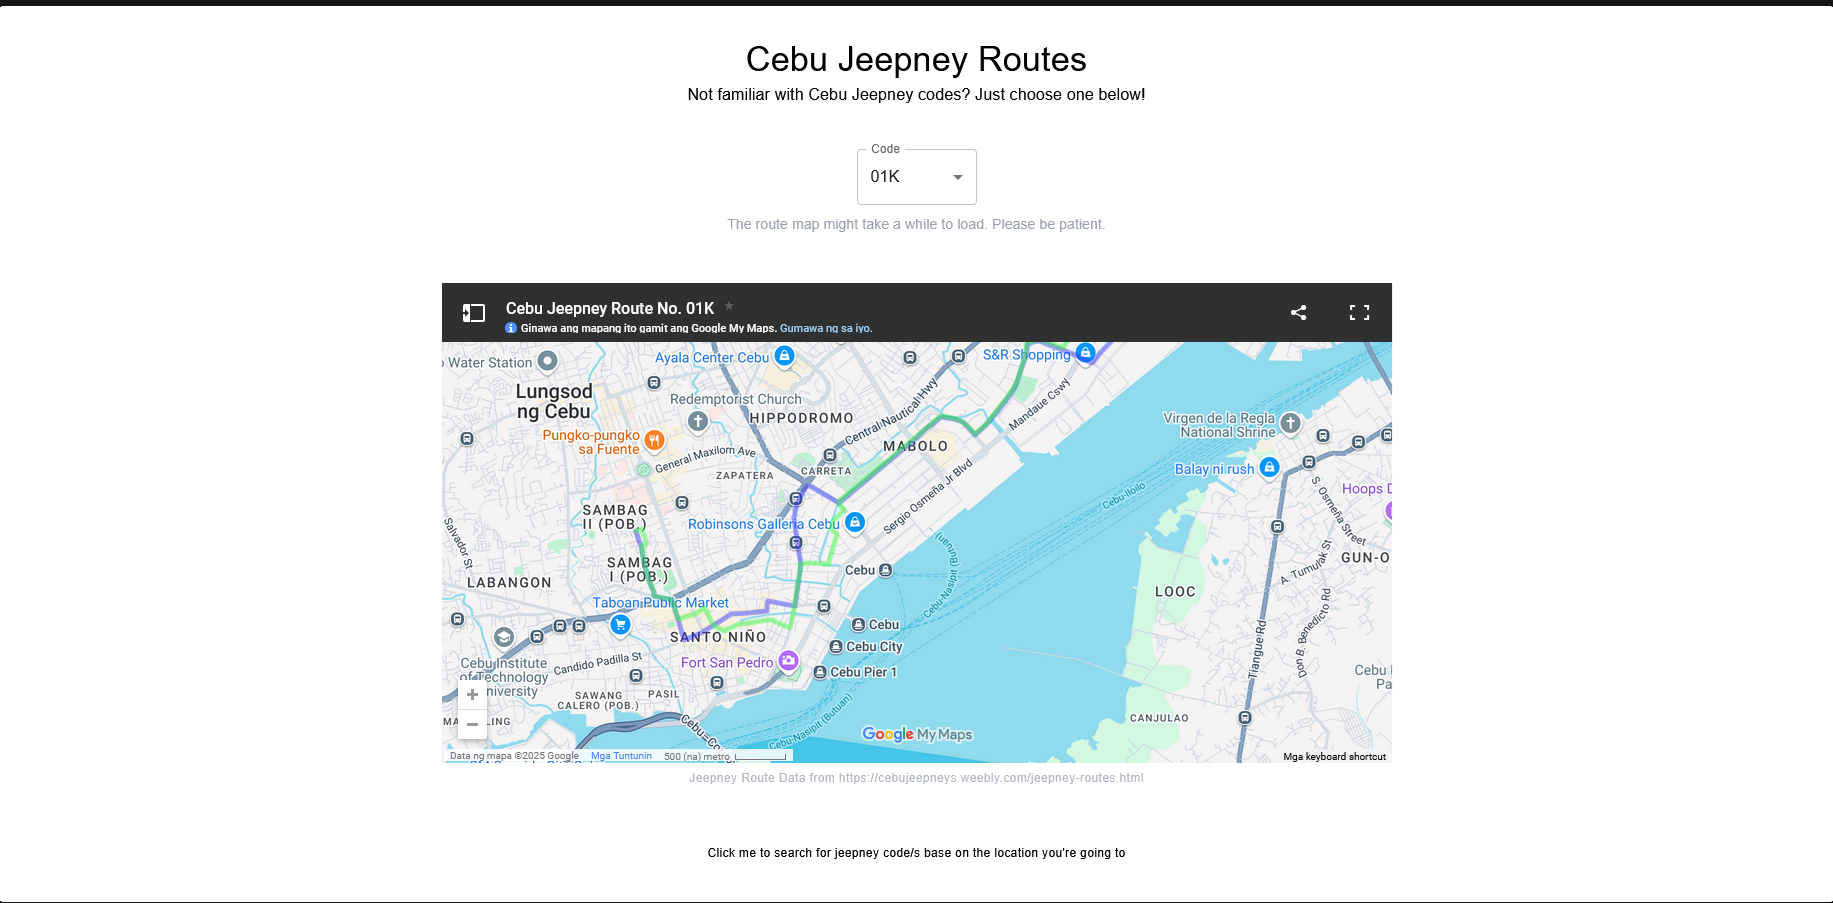 Cebu Jeepney Routes
Not familiar with Cebu Jeepney codes? Just choose one below!
Code
01K
The route map might take a while to load. Please be patient.
Cebu Jeepney Route No. 01K
Ginawa ang mapang ito gamit ang Google My Maps. Gumawa ng sa iyo.
Water Station
Ayala Center Cebu
S&R Shopping
Lungsod
ng Cebu
Redemptorist Church
HIPPODROMO
Central Nautical Hwy
Mandaue Cswy
Virgen de la Regla
National Shrine
Pungko-pungko
sa Fuente
General Maxilom Ave
MABOLO
ZAPATERA
CARRETA
Balay ni rush
Sergio Osmeña Jr Blvd
Cebu-Iloilo
S. Osmeña Street
Hoops
SAMBAG
II (POB.)
Robinsons Galleria Cebu
Salvador St
Cebu-Nasipit (Butuan)
A. Tumulak St
GUN-O
SAMBAG
I (POB.)
Cebu
LABANGON
LOOC
Taboan Public Market
Don B. Benedicto Rd
Cebu
SANTO NIÑO
Cebu City
Tiangue Rd
Candido Padilla St
Fort San Pedro
Cebu Pier 1
Cebu Institute
of Technology
University
Cebu
Pa
SAWANG
CALERO (POB.)
PASIL
CANJULAO
Cebu-Nasipit (Butuan)
Google My Maps
Data ng mapa ©2025 Google
Mga Tuntunin
500 (na) metro
Mga keyboard shortcut
Jeepney Route Data from https://cebujeepneys.weebly.com/jeepney-routes.html
Click me to search for jeepney code/s base on the location you're going to